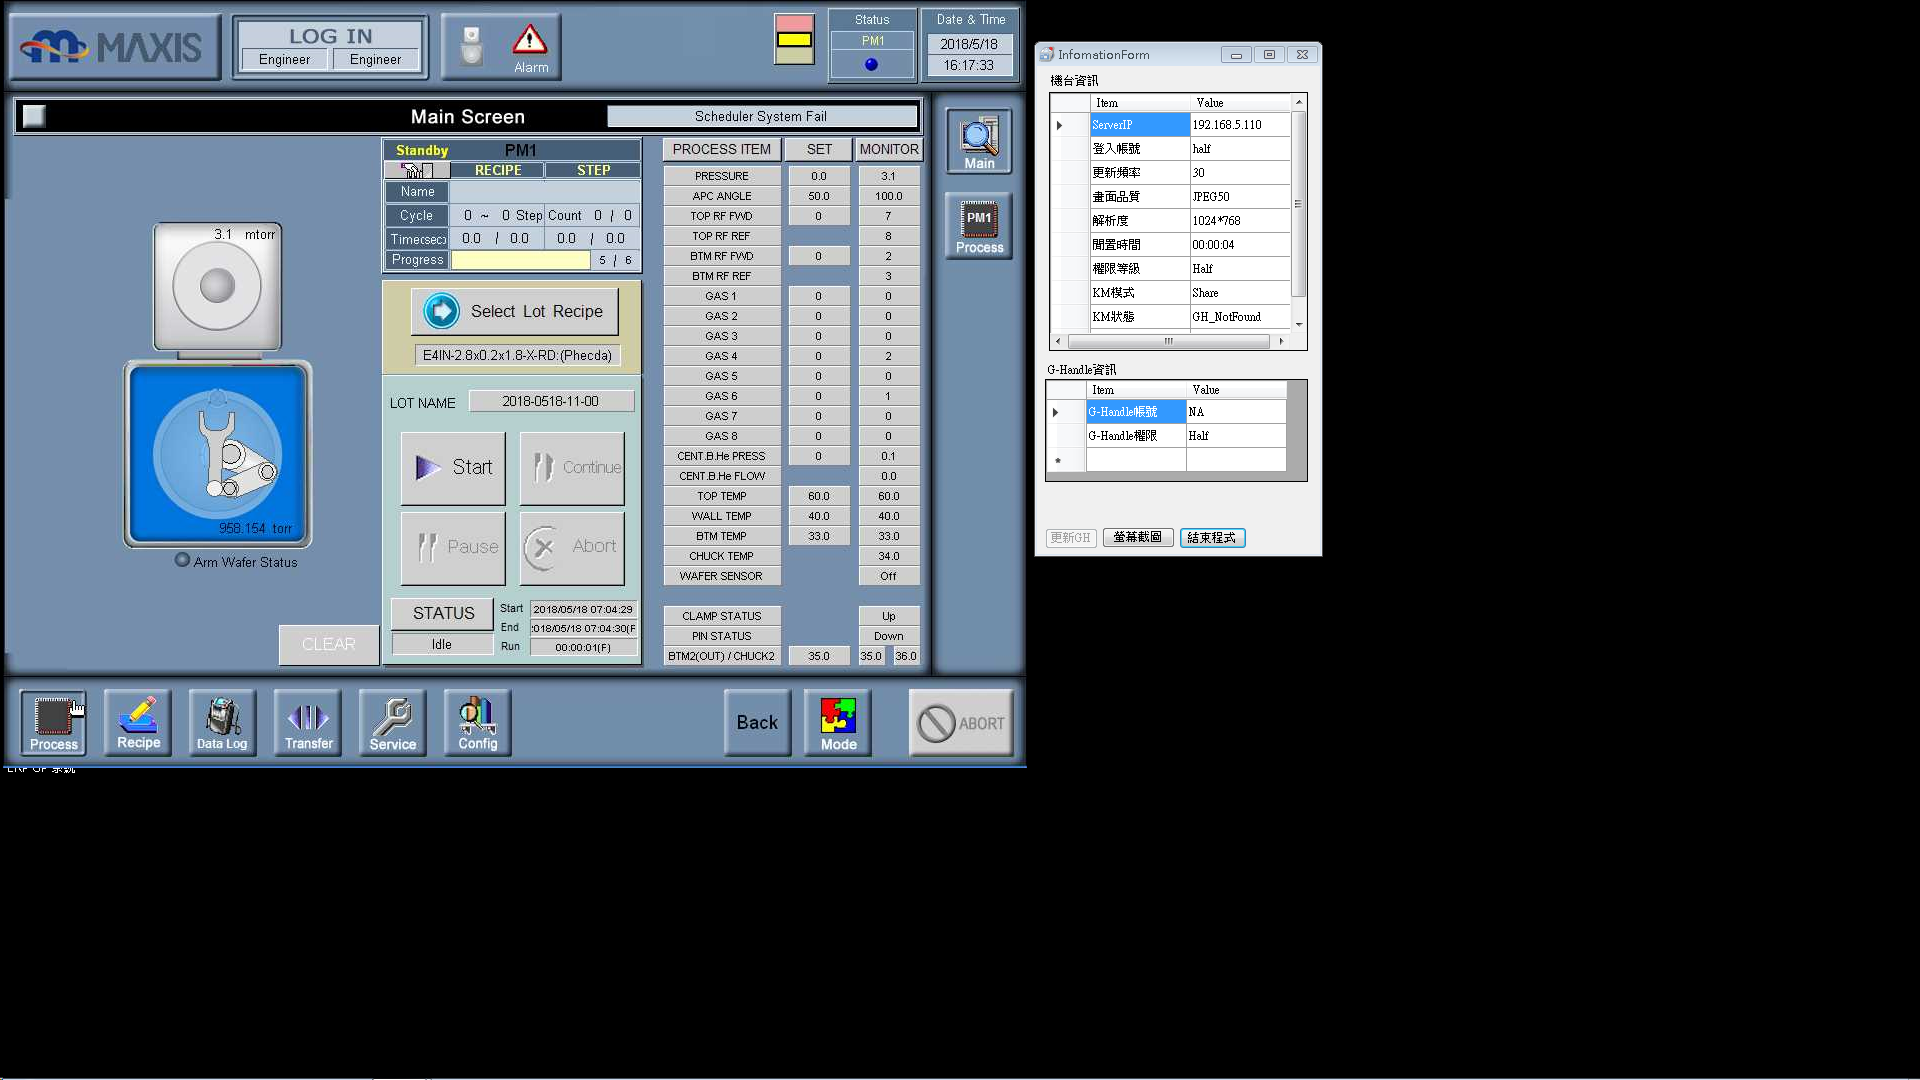 MAXIS
LOG IN
Engineer Engineer
Alarm
Status
PM1
Date & Time
2018/5/18
16:17:33
Main Screen
Scheduler System Fail
3.1 mtorr
958.154 torr
Arm Wafer Status
CLEAR
Standby PM1
RECIPE STEP
Name
Cycle 0 ~ 0 Step Count 0 / 0
Time(sec) 0.0 / 0.0 0.0 / 0.0
Progress 5 / 6
Select Lot Recipe
E4IN-2.8x0.2x1.8-X-RD:(Phecda)
LOT NAME 2018-0518-11-00
Start Continue
Pause Abort
STATUS
Idle
Start 2018/05/18 07:04:29
End :018/05/18 07:04:30(F
Run 00:00:01(F)
PROCESS ITEM SET MONITOR
PRESSURE 0.0 3.1
APC ANGLE 50.0 100.0
TOP RF FWD 0 7
TOP RF REF 8
BTM RF FWD 0 2
BTM RF REF 3
GAS 1 0 0
GAS 2 0 0
GAS 3 0 0
GAS 4 0 2
GAS 5 0 0
GAS 6 0 1
GAS 7 0 0
GAS 8 0 0
CENT.B.He PRESS 0 0.1
CENT.B.He FLOW 0.0
TOP TEMP 60.0 60.0
WALL TEMP 40.0 40.0
BTM TEMP 33.0 33.0
CHUCK TEMP 34.0
WAFER SENSOR Off
CLAMP STATUS Up
PIN STATUS Down
BTM2(OUT) / CHUCK2 35.0 35.0 36.0
Main
PM1
Process
Process
Recipe
Data Log
Transfer
Service
Config
Back
Mode
ABORT
InfomationForm
機台資訊
Item Value
ServerIP 192.168.5.110
登入帳號 half
更新頻率 30
畫面品質 JPEG50
解析度 1024*768
閒置時間 00:00:04
權限等級 Half
KM模式 Share
KM狀態 GH_NotFound
G-Handle資訊
Item Value
G-Handle帳號 NA
G-Handle權限 Half
更新GH 螢幕截圖 結束程式